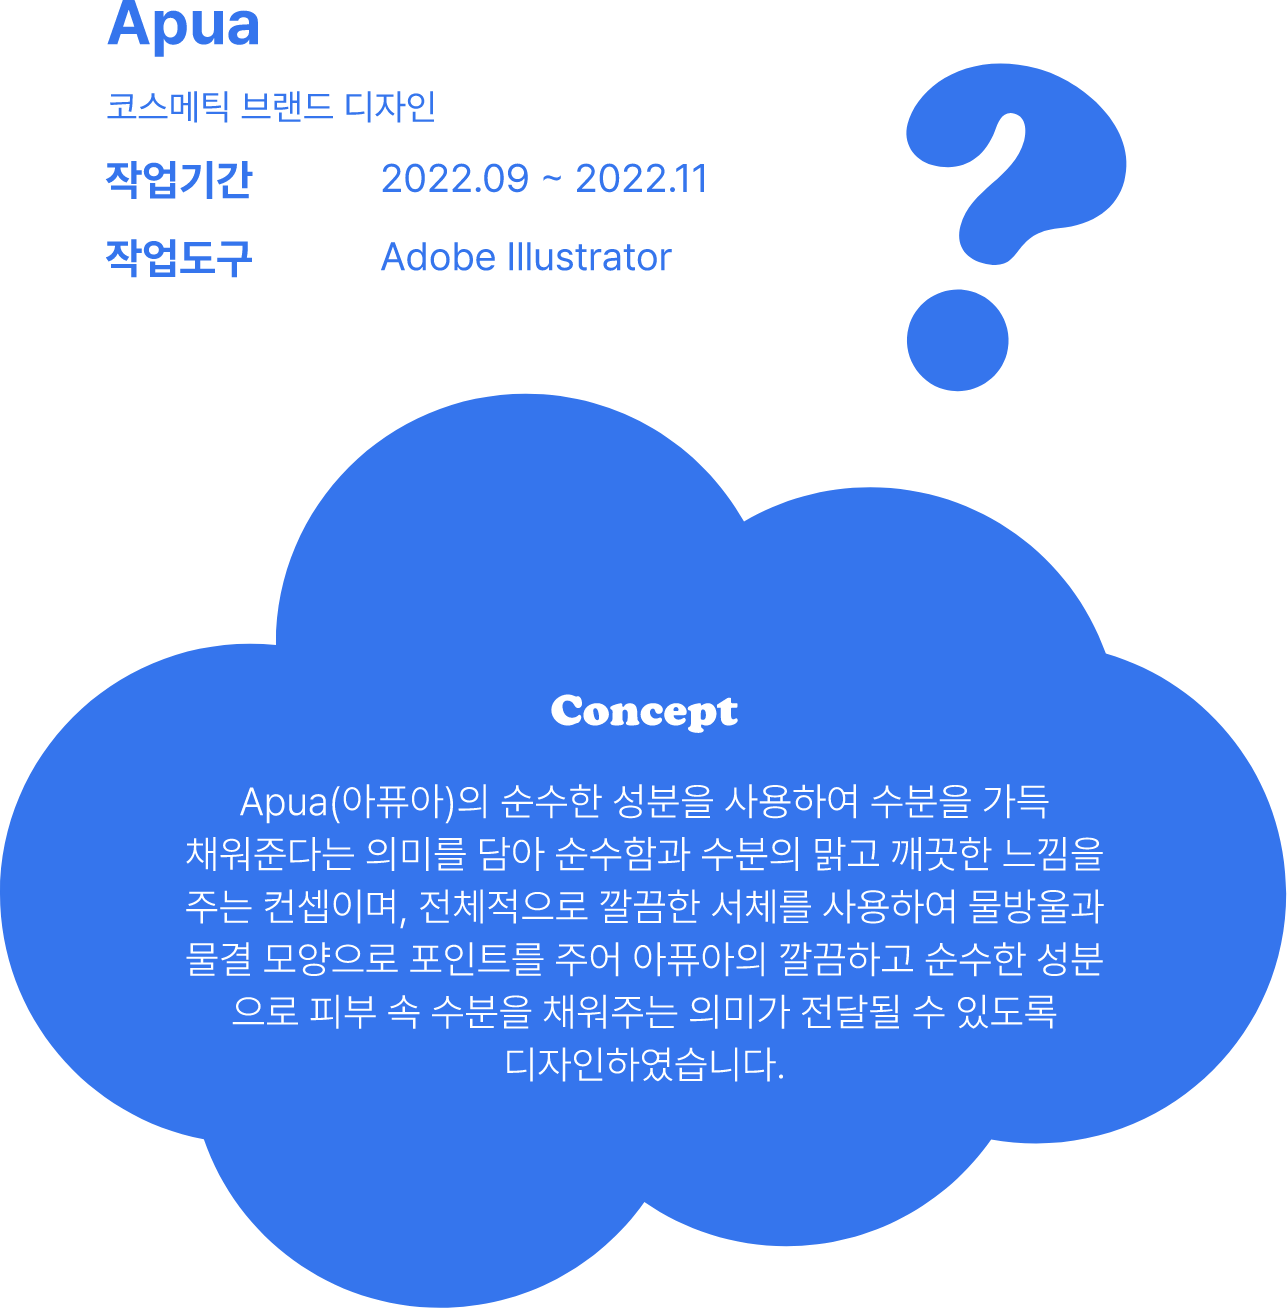 Apua
코스메틱 브랜드 디자인
작업기간 2022.09 ~ 2022.11
작업도구 Adobe Illustrator
?
Concept
Apua(아퓨아)의 순수한 성분을 사용하여 수분을 가득
채워준다는 의미를 담아 순수함과 수분의 맑고 깨끗한 느낌을
주는 컨셉이며, 전체적으로 깔끔한 서체를 사용하여 물방울과
물결 모양으로 포인트를 주어 아퓨아의 깔끔하고 순수한 성분
으로 피부 속 수분을 채워주는 의미가 전달될 수 있도록
디자인하였습니다.